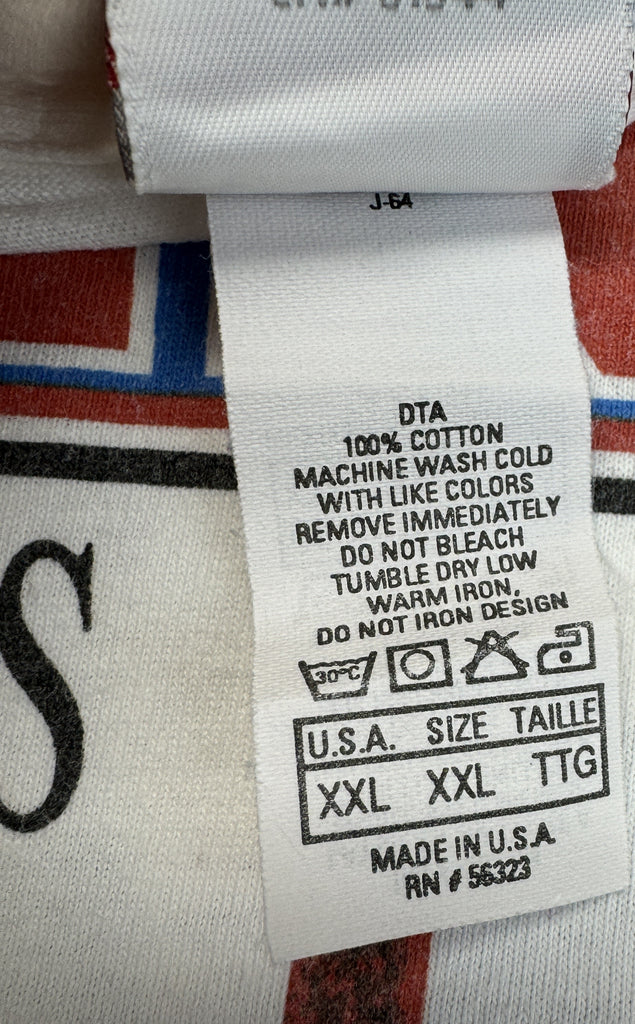 J-64
DTA
100% COTTON
MACHINE WASH COLD
WITH LIKE COLORS
REMOVE IMMEDIATELY
DO NOT BLEACH
TUMBLE DRY LOW
WARM IRON,
DO NOT IRON DESIGN
30°C
U.S.A. SIZE TAILLE
XXL XXL TTG
MADE IN U.S.A.
RN # 56323
S